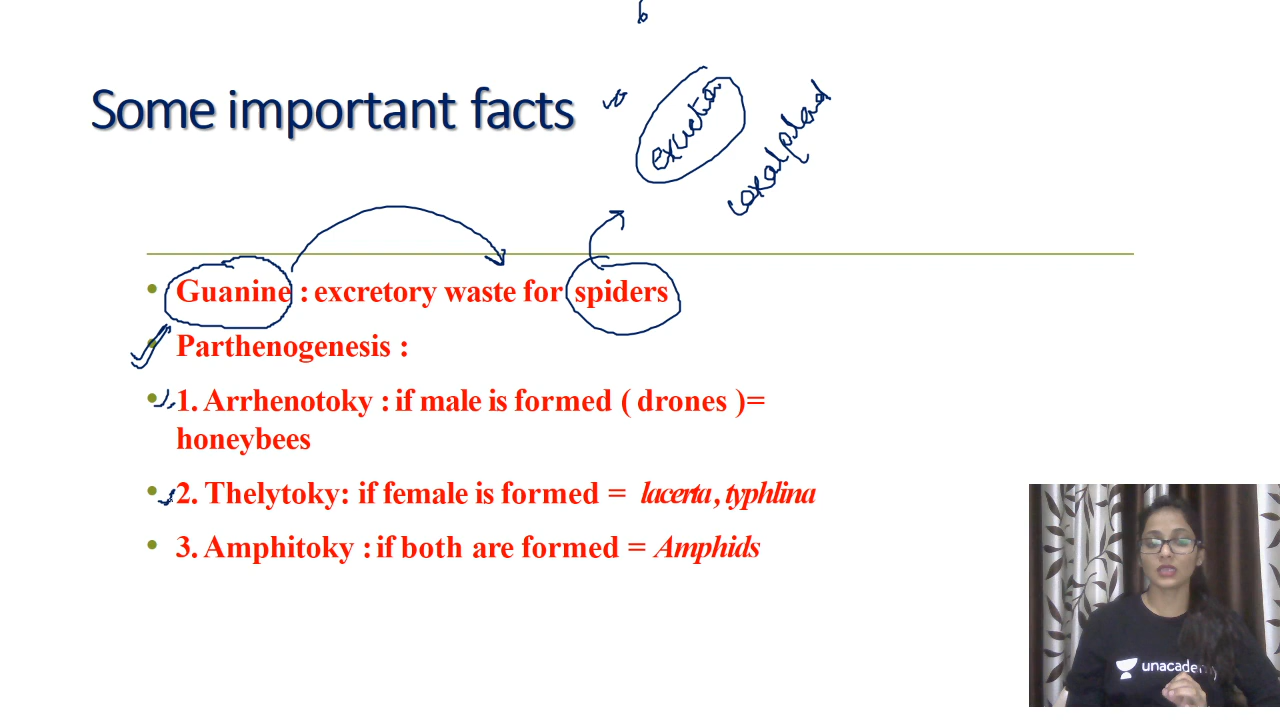 b
Some important facts
excretion
coxal gland
Guanine : excretory waste for spiders
Parthenogenesis :
1. Arrhenotoky : if male is formed ( drones )=
honeybees
2. Thelytoky: if female is formed = lacerta , typhlina
3. Amphitoky : if both are formed = Amphids
unacademy